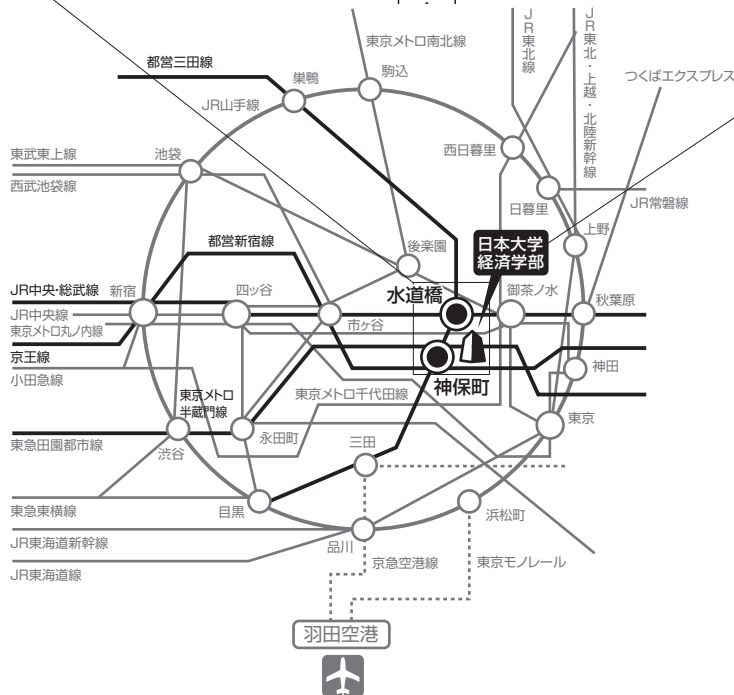 東京メトロ南北線
JR東北線
JR東北・上越・北陸新幹線
つくばエクスプレス
都営三田線
巣鴨
駒込
JR山手線
東武東上線
池袋
西日暮里
西武池袋線
日暮里
JR常磐線
上野
都営新宿線
後楽園
日本大学
経済学部
JR中央・総武線
新宿
四ッ谷
水道橋
御茶ノ水
秋葉原
JR中央線
市ヶ谷
東京メトロ丸ノ内線
京王線
神田
小田急線
東京メトロ
半蔵門線
東京メトロ千代田線
神保町
東京
東急田園都市線
渋谷
永田町
三田
東急東横線
目黒
浜松町
JR東海道新幹線
品川
京急空港線
東京モノレール
JR東海道線
羽田空港